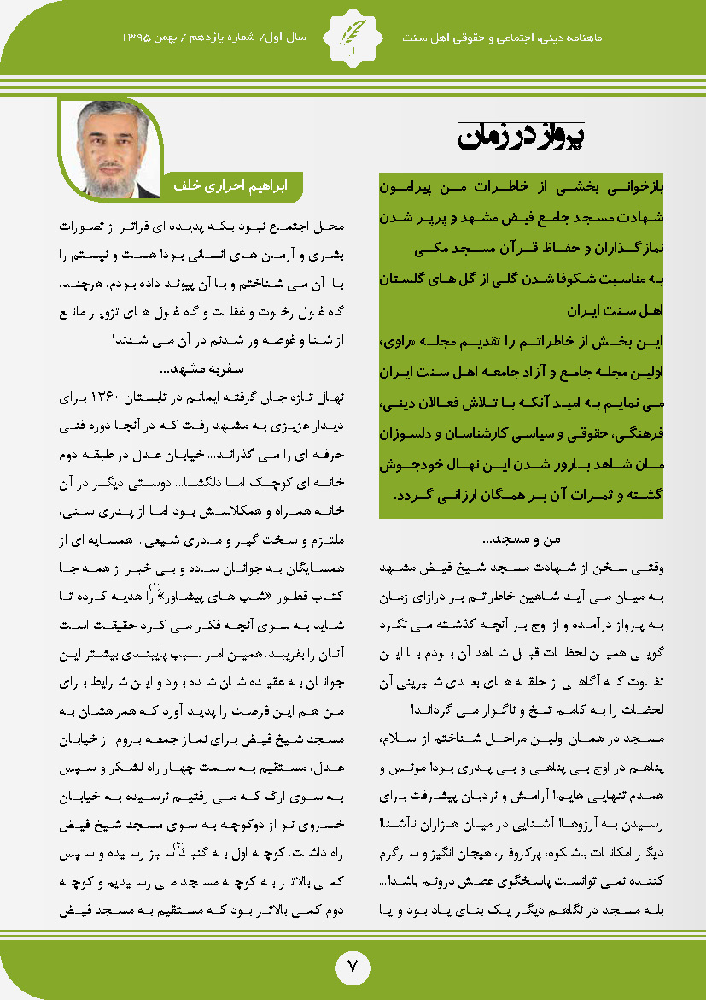 ماهنامه دینی، اجتماعی و حقوقی اهل سنت
سال اول/ شماره یازدهم / بهمن ۱۳۹۵
پرواز در زمان
بازخوانی بخشی از خاطرات من پیرامون
شهادت مسجد جامع فیض مشهد و پرپر شدن
نمازگذاران و حفاظ قرآن مسجد مکی
به مناسبت شکوفا شدن گلی از گل های گلستان
اهل سنت ایران
این بخش از خاطراتم را تقدیم مجله «راوی»
اولین مجله جامع و آزاد جامعه اهل سنت ایران
می نمایم به امید آنکه با تلاش فعالان دینی،
فرهنگی، حقوقی و سیاسی کارشناسان و دلسوزان
مان شاهد بارور شدن این نهال خودجوش
گشته و ثمرات آن بر همگان ارزانی گردد.
من و مسجد...
وقتی سخن از شهادت مسجد شیخ فیض مشهد
به میان می آید شاهین خاطراتم بر درازای زمان
به پرواز درآمده و از اوج بر آنچه گذشته می نگرد
گویی همین لحظات قبل شاهد آن بودم با این
تفاوت که آگاهی از حلقه های بعدی شیرینی آن
لحظات را به کامم تلخ و ناگوار می گرداند!
مسجد در همان اولین مراحل شناختم از اسلام،
پناهم در اوج بی پناهی و بی پدری بود! مونس و
همدم تنهایی هایم! آرامش و نردبان پیشرفت برای
رسیدن به آرزوها! آشنایی در میان هزاران ناآشنا!
دیگر امکانات باشکوه، پرکروفر، هیجان انگیز و سرگرم
کننده نمی توانست پاسخگوی عطش درونم باشد!...
بله مسجد در نگاهم دیگر یک بنای یاد بود و یا
ابراهیم احراری خلف
محل اجتماع نبود بلکه پدیده ای فراتر از تصورات
بشری و آرمان های انسانی بود! هست و نیستم را
با آن می شناختم و با آن پیوند داده بودم، هرچند،
گاه غول رخوت و غفلت و گاه غول های تزویر مانع
از شنا و غوطه ور شدنم در آن می شدند!
سفربه مشهد...
نهال تازه جان گرفته ایمانم در تابستان ۱۳۶۰ برای
دیدار عزیزی به مشهد رفت که در آنجا دوره فنی
حرفه ای را می گذراند... خیابان عدل در طبقه دوم
خانه ای کوچک اما دلگشا... دوستی دیگر در آن
خانه همراه و همکلاسش بود اما از پدری سنی،
ملتزم و سخت گیر و مادری شیعی... همسایه ای از
همسایگان به جوانان ساده و بی خبر از همه جا
کتاب قطور «شب های پیشاور»(۱) را هدیه کرده تا
شاید به سوی آنچه فکر می کرد حقیقت است
آنان را بفریبد. همین امر سبب پایبندی بیشتر این
جوانان به عقیده شان شده بود و این شرایط برای
من هم این فرصت را پدید آورد که همراهشان به
مسجد شیخ فیض برای نماز جمعه بروم. از خیابان
عدل، مستقیم به سمت چهار راه لشکر و سپس
به سوی ارگ که می رفتیم نرسیده به خیابان
خسروی نو از دوکوچه به سوی مسجد شیخ فیض
راه داشت. کوچه اول به گنبد(۲) سبز رسیده و سپس
کمی بالاتر به کوچه مسجد می رسیدیم و کوچه
دوم کمی بالاتر بود که مستقیم به مسجد فیض
۷